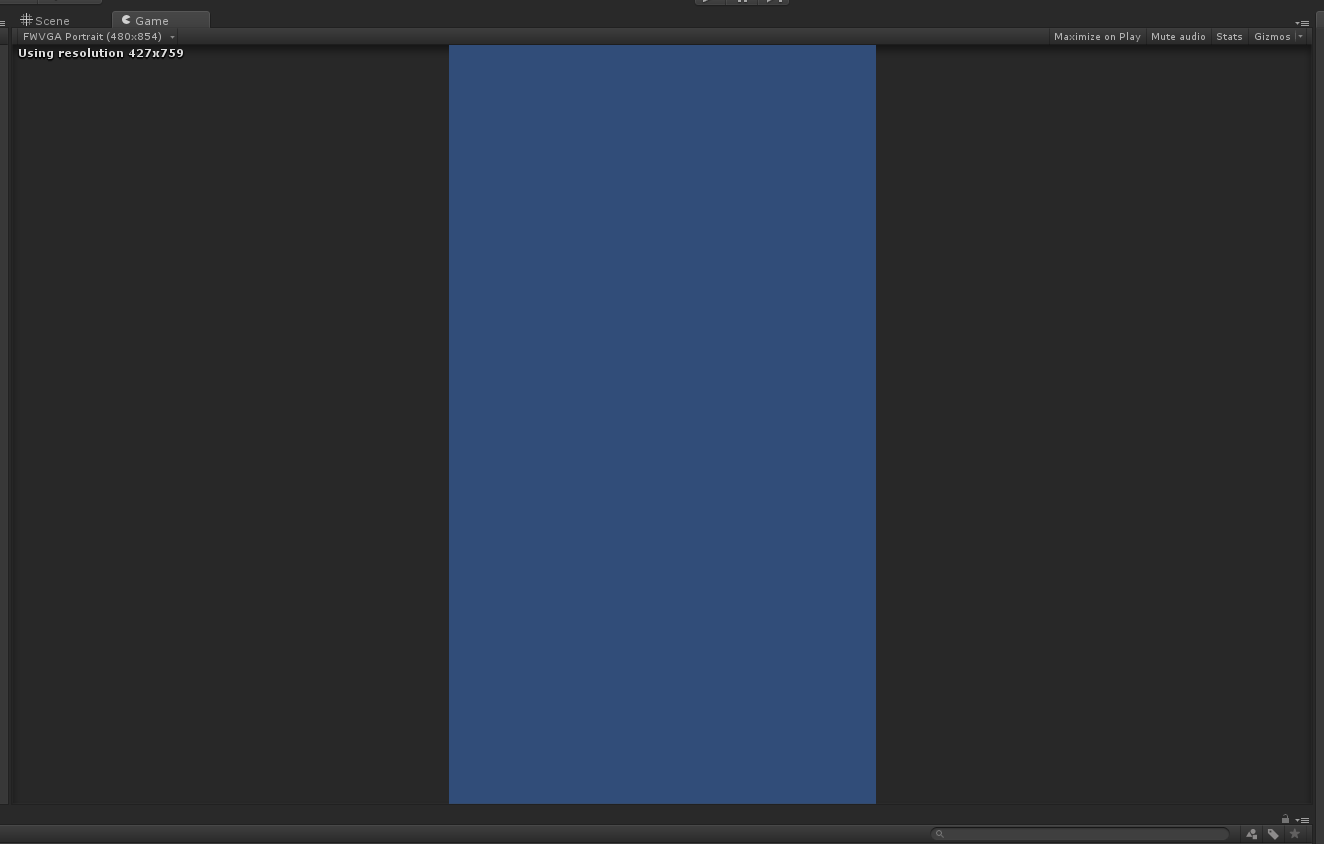 Scene
Game
FWVGA Portrait (480x854)
Maximize on Play
Mute audio
Stats
Gizmos
Using resolution 427x759